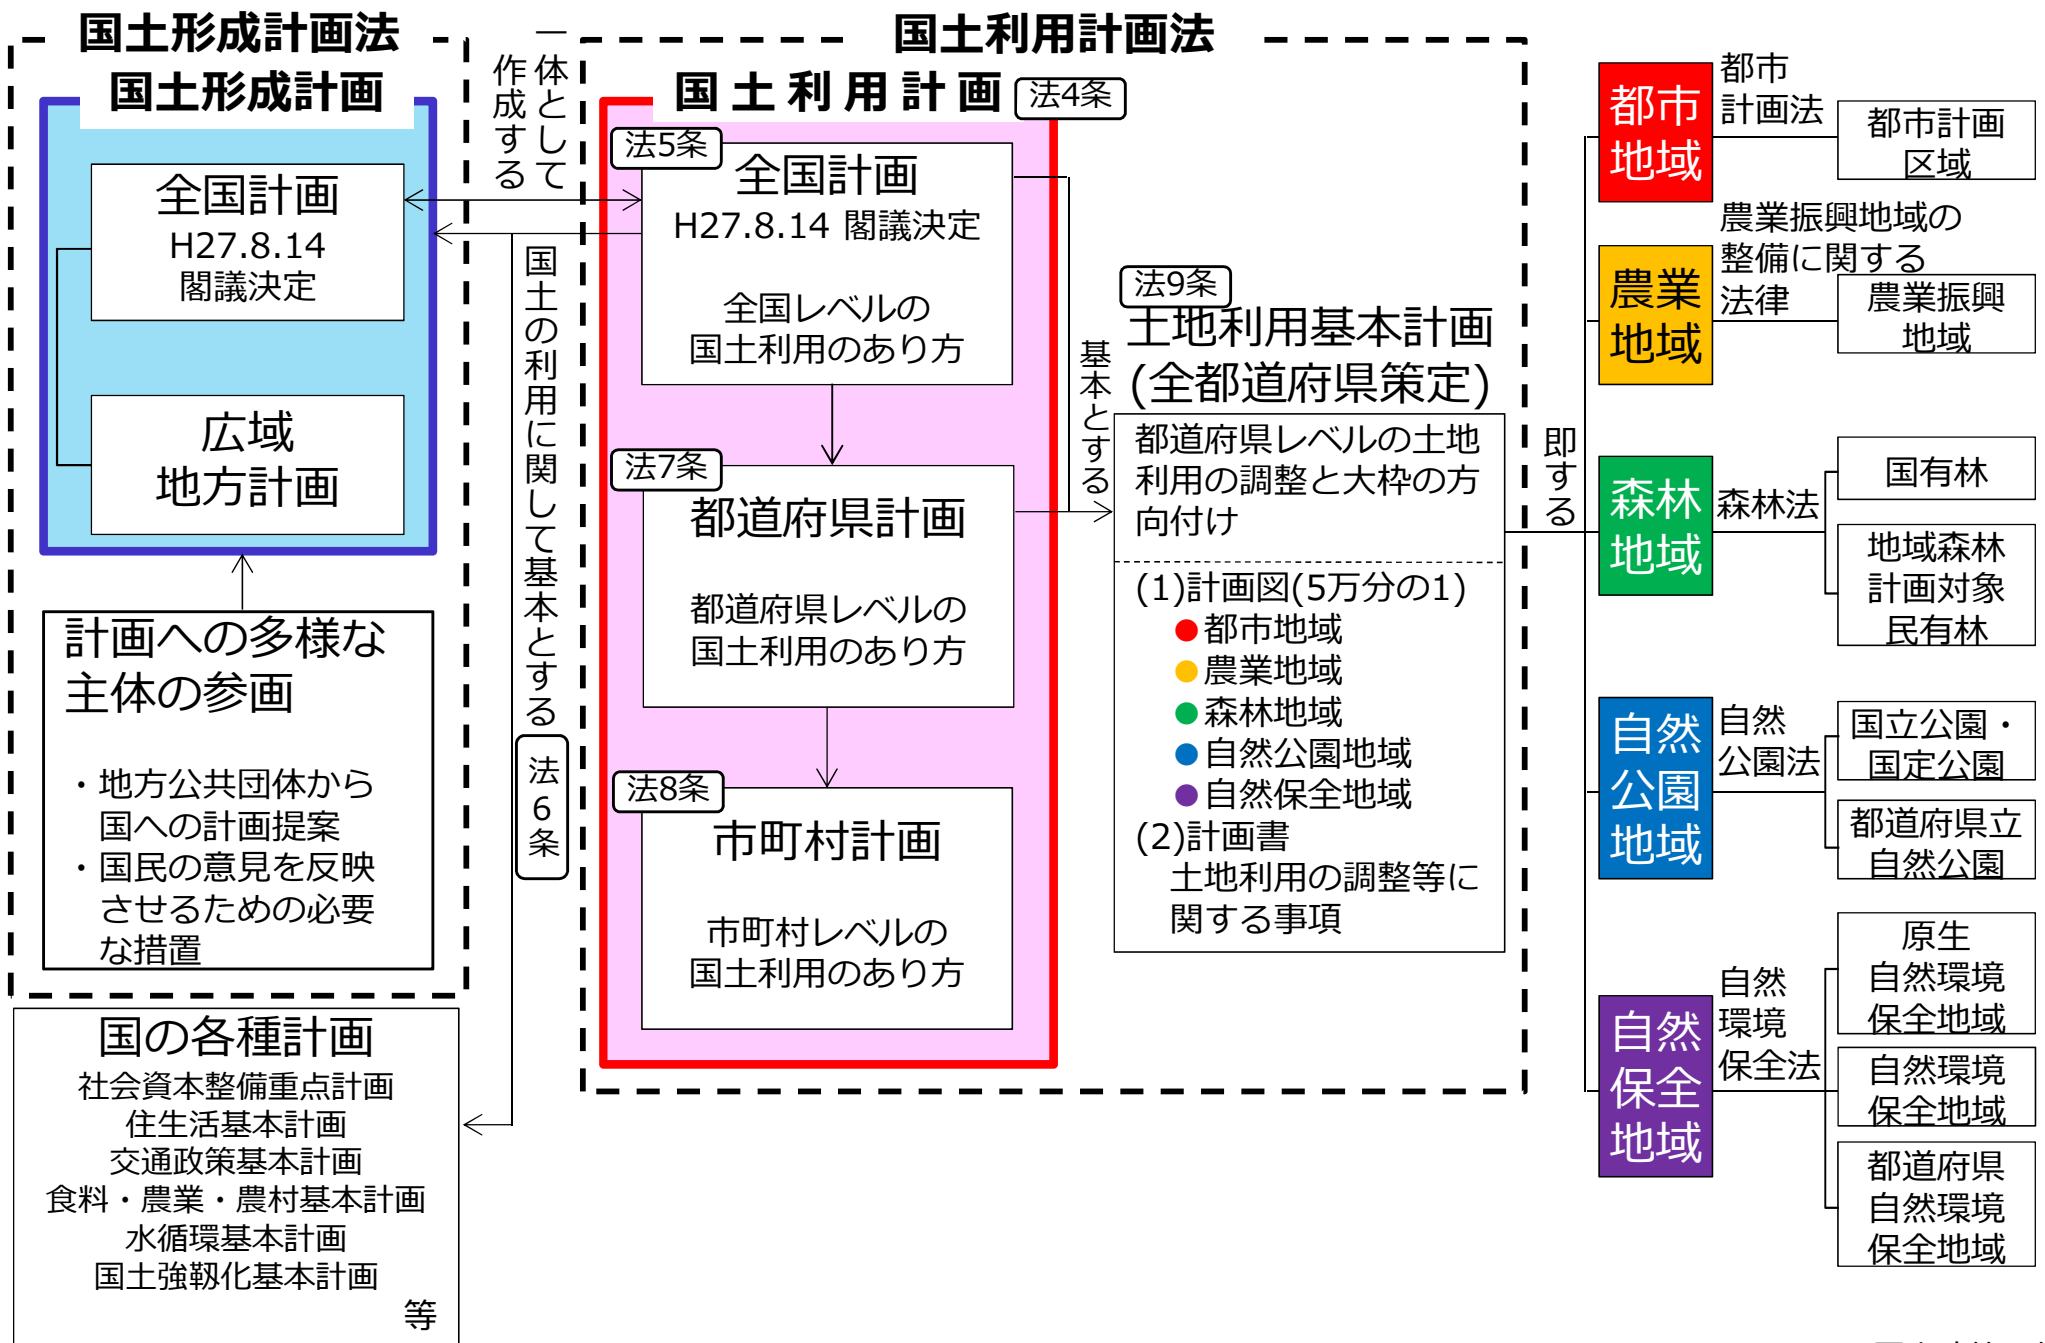 国土形成計画法
国土形成計画
全国計画
H27.8.14
閣議決定
広域
地方計画
計画への多様な
主体の参画
・地方公共団体から
国への計画提案
・国民の意見を反映
させるための必要
な措置
国の各種計画
社会資本整備重点計画
住生活基本計画
交通政策基本計画
食料・農業・農村基本計画
水循環基本計画
国土強靱化基本計画
等
一体として
作成する
国土の利用に関して基本とする
法6条
国土利用計画法
国土利用計画
法4条
法5条
全国計画
H27.8.14 閣議決定
全国レベルの
国土利用のあり方
法7条
都道府県計画
都道府県レベルの
国土利用のあり方
法8条
市町村計画
市町村レベルの
国土利用のあり方
基本とする
法9条
土地利用基本計画
(全都道府県策定)
都道府県レベルの土地
利用の調整と大枠の方
向付け
(1)計画図(5万分の1)
●都市地域
●農業地域
●森林地域
●自然公園地域
●自然保全地域
(2)計画書
土地利用の調整等に
関する事項
即する
都市
地域
都市
計画法
都市計画
区域
農業
地域
農業振興地域の
整備に関する
法律
農業振興
地域
森林
地域
森林法
国有林
地域森林
計画対象
民有林
自然
公園
地域
自然
公園法
国立公園・
国定公園
都道府県立
自然公園
自然
保全
地域
自然
環境
保全法
原生
自然環境
保全地域
自然環境
保全地域
都道府県
自然環境
保全地域